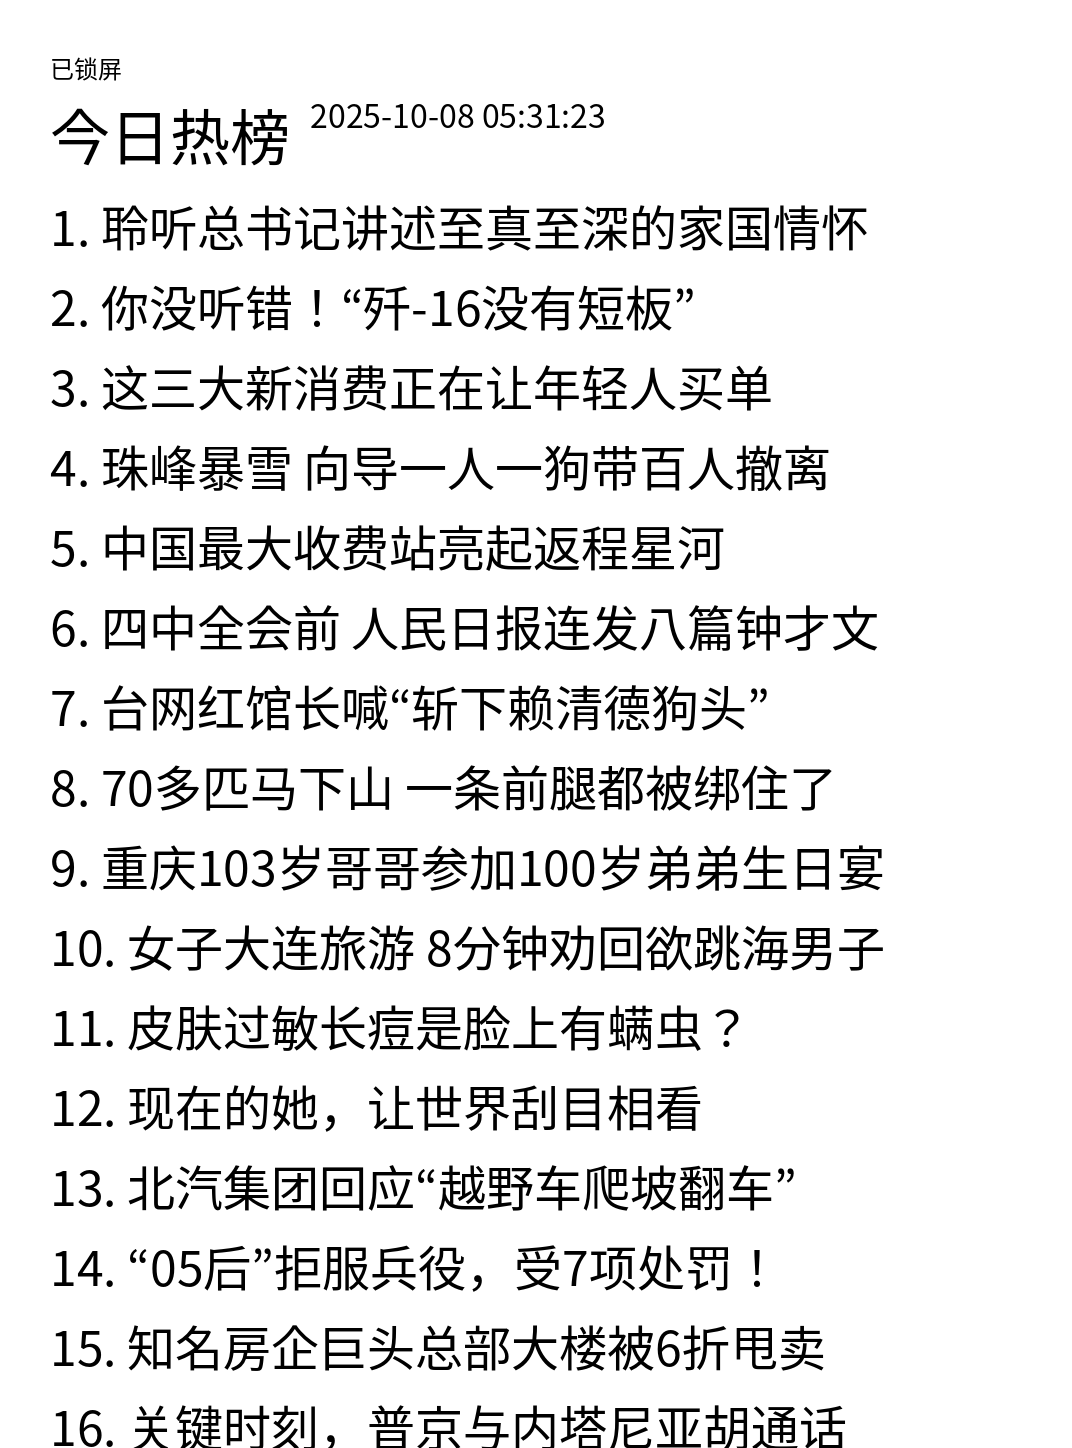 已锁屏
今日热榜 2025-10-08 05:31:23
1. 聆听总书记讲述至真至深的家国情怀
2. 你没听错！“歼-16没有短板”
3. 这三大新消费正在让年轻人买单
4. 珠峰暴雪 向导一人一狗带百人撤离
5. 中国最大收费站亮起返程星河
6. 四中全会前 人民日报连发八篇钟才文
7. 台网红馆长喊“斩下赖清德狗头”
8. 70多匹马下山 一条前腿都被绑住了
9. 重庆103岁哥哥参加100岁弟弟生日宴
10. 女子大连旅游 8分钟劝回欲跳海男子
11. 皮肤过敏长痘是脸上有螨虫？
12. 现在的她，让世界刮目相看
13. 北汽集团回应“越野车爬坡翻车”
14. “05后”拒服兵役，受7项处罚！
15. 知名房企巨头总部大楼被6折甩卖
16. 关键时刻，普京与内塔尼亚胡通话